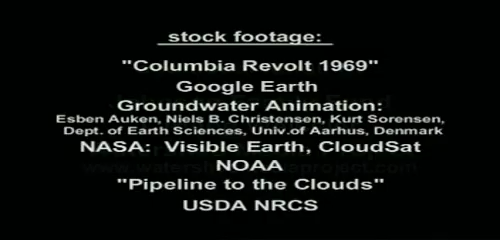 stock footage:
"Columbia Revolt 1969"
Google Earth
Groundwater Animation:
Esben Auken, Niels B. Christensen, Kurt Sorensen,
Dept. of Earth Sciences, Univ.of Aarhus, Denmark
NASA: Visible Earth, CloudSat
NOAA
"Pipeline to the Clouds"
USDA NRCS